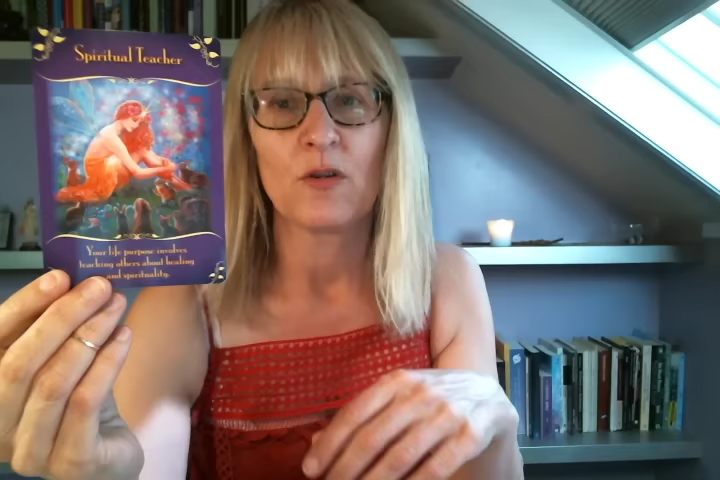 Spiritual Teacher
Your life purpose involves
teaching others about healing
and spirituality.